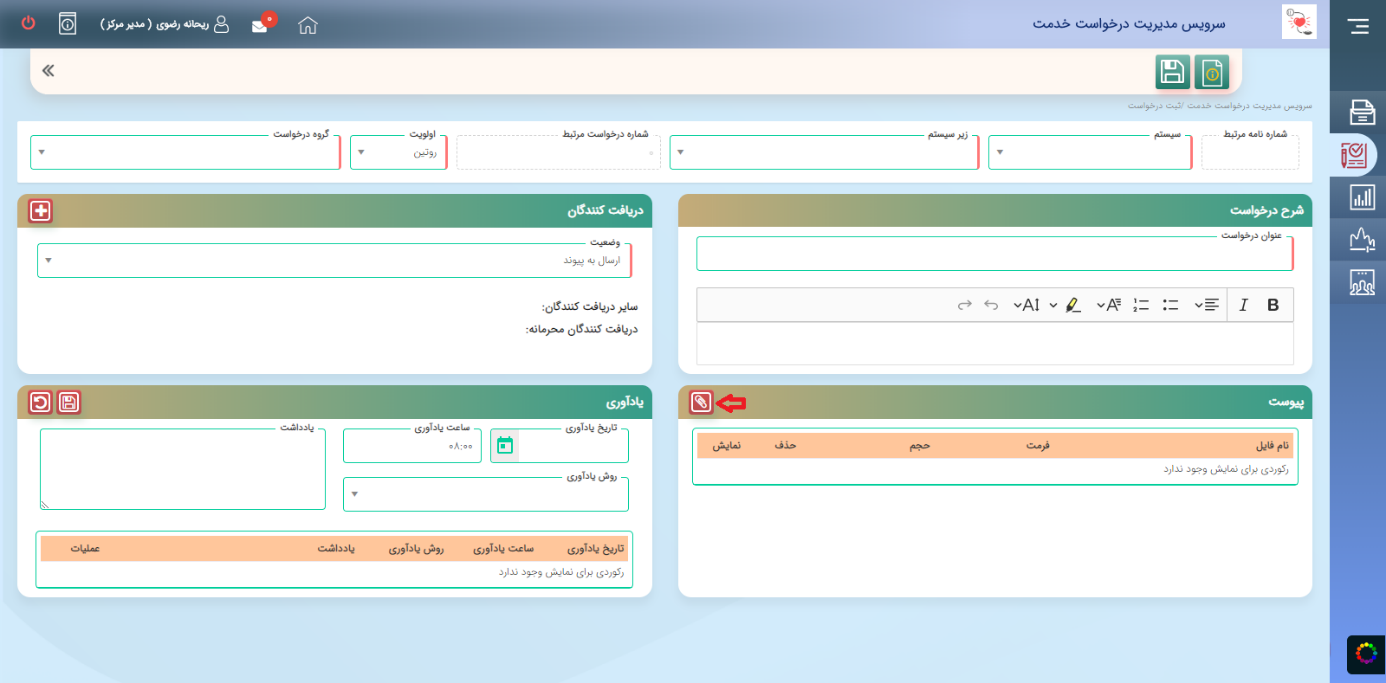 سرویس مدیریت درخواست خدمت
۰
ریحانه رضوی ( مدیر مرکز )
سرویس مدیریت درخواست خدمت /ثبت درخواست
شماره نامه مرتبط
سیستم
زیر سیستم
شماره درخواست مرتبط
۰
اولویت
روتین
گروه درخواست
شرح درخواست
عنوان درخواست
B I
دریافت کنندگان
وضعیت
ارسال به پیوند
سایر دریافت کنندگان:
دریافت کنندگان محرمانه:
پیوست
نام فایل فرمت حجم حذف نمایش
رکوردی برای نمایش وجود ندارد
یادآوری
تاریخ یادآوری
ساعت یادآوری
۰۸:۰۰
یادداشت
روش یادآوری
تاریخ یادآوری ساعت یادآوری روش یادآوری یادداشت عملیات
رکوردی برای نمایش وجود ندارد